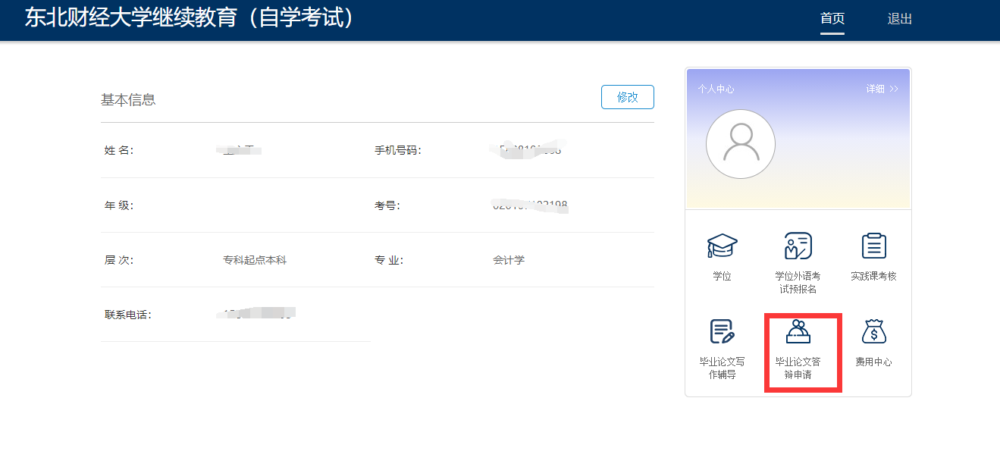 东北财经大学继续教育（自学考试）
首页
退出
基本信息
修改
姓 名：
手机号码：
年 级：
考号：
层 次：
专科起点本科
专 业：
会计学
联系电话：
个人中心
详细 >>
学位
学位外语考
试预报名
实践课考核
毕业论文写
作辅导
毕业论文答
辩申请
费用中心